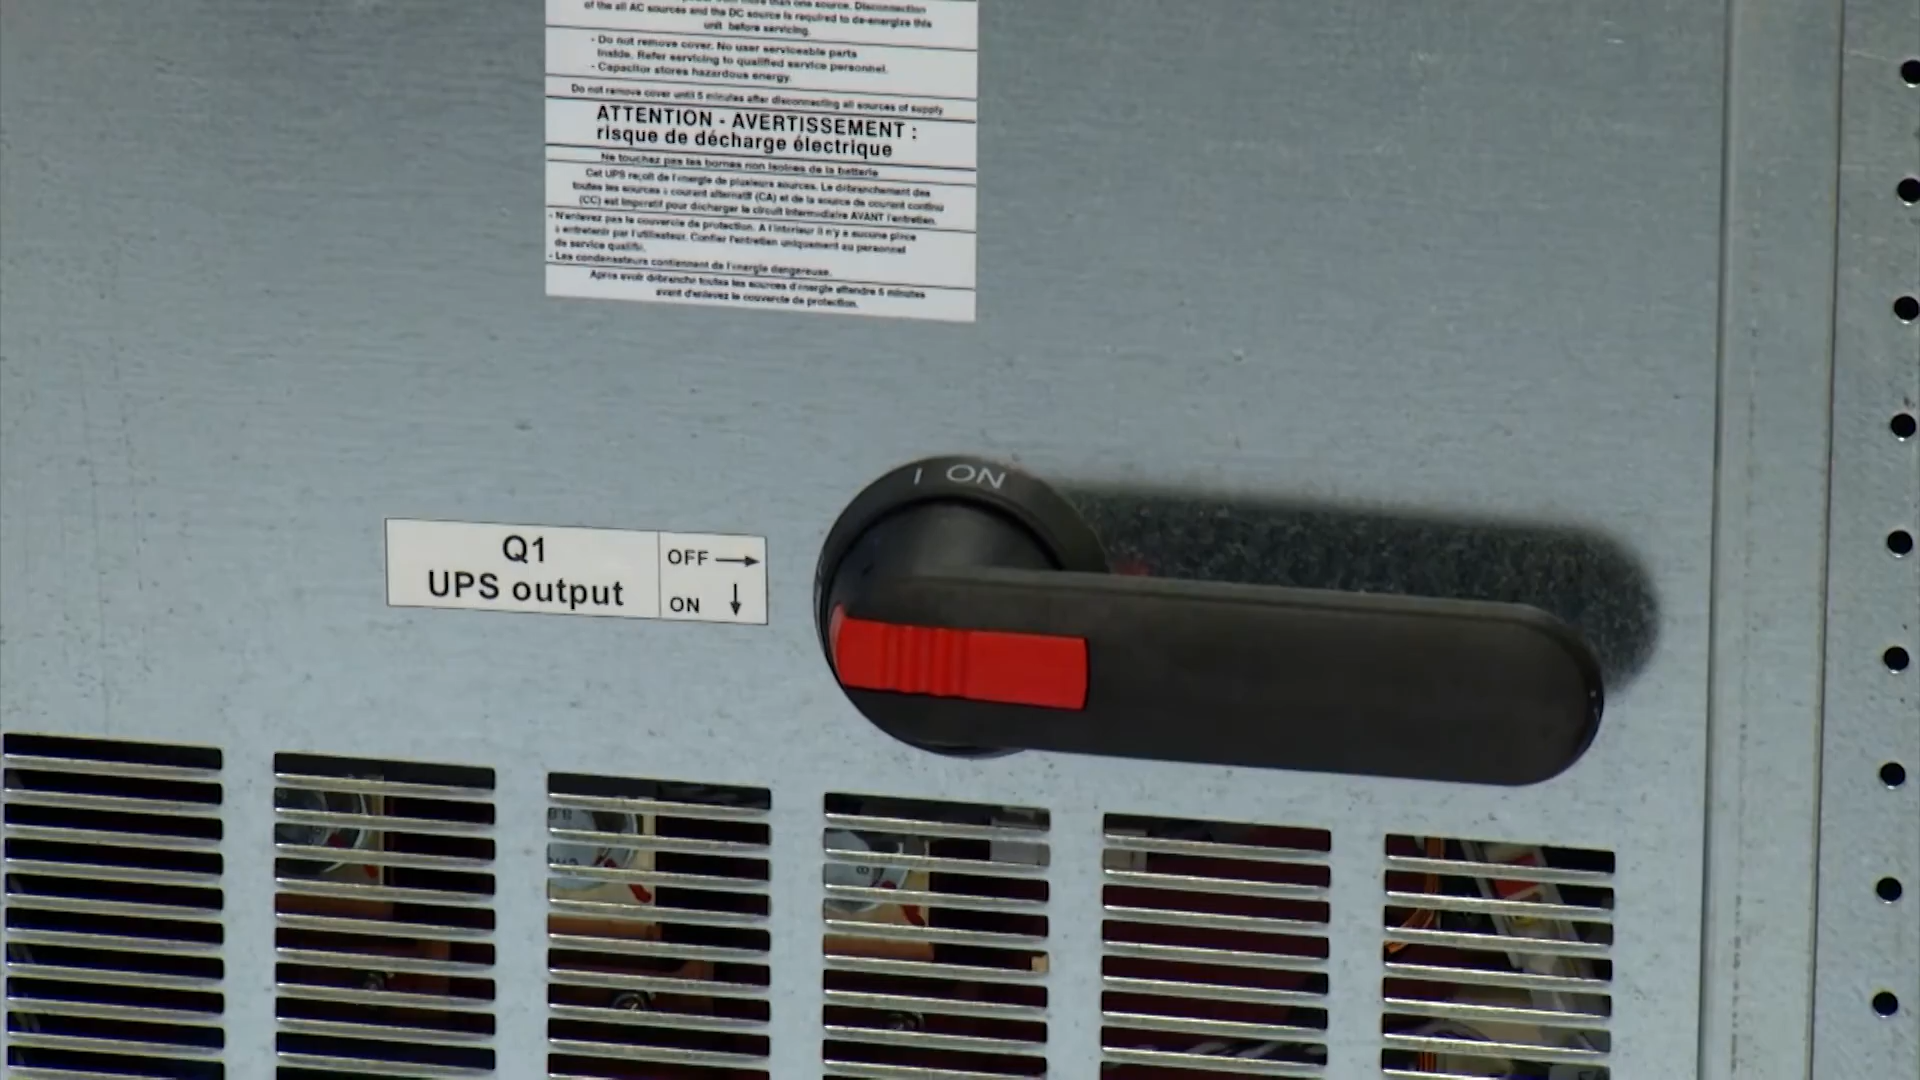 more than one source. Disconnection
of the all AC sources and the DC source is required to de-energize this
unit before servicing.
- Do not remove cover. No user serviceable parts
inside. Refer servicing to qualified service personnel.
- Capacitor stores hazardous energy.
Do not remove cover until 5 minutes after disconnecting all sources of supply
ATTENTION - AVERTISSEMENT :
risque de décharge électrique
Ne touchez pas les bornes non isolées de la batterie
Cet UPS reçoit de l'énergie de plusieurs sources. Le débranchement des
toutes les sources à courant alternatif (CA) et de la source de courant continu
(CC) est impératif pour décharger le circuit intermédiaire AVANT l'entretien.
- N'enlevez pas le couvercle de protection. A l'intérieur il n'y a aucune pièce
à entretenir par l'utilisateur. Confier l'entretien uniquement au personnel
de service qualifié.
- Les condensateurs contiennent de l'énergie dangereuse.
Après avoir débranché toutes les sources d'énergie attendre 5 minutes
avant d'enlevez le couvercle de protection.
I ON
Q1
UPS output
OFF →
ON ↓